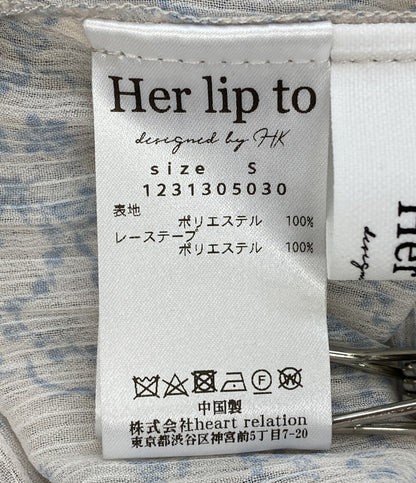 Her lip to
designed by HK
size S
1231305030
表地
ポリエステル 100%
レーステープ
ポリエステル 100%
中国製
株式会社heart relation
東京都渋谷区神宮前5丁目7-20
Her